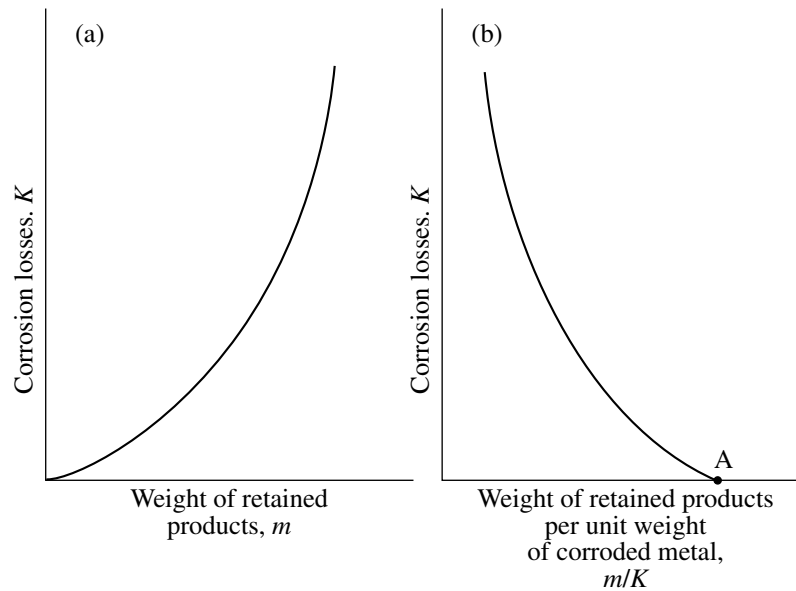 (a)
Corrosion losses. K
Weight of retained
products, m
(b)
Corrosion losses. K
A
Weight of retained products
per unit weight
of corroded metal,
m/K